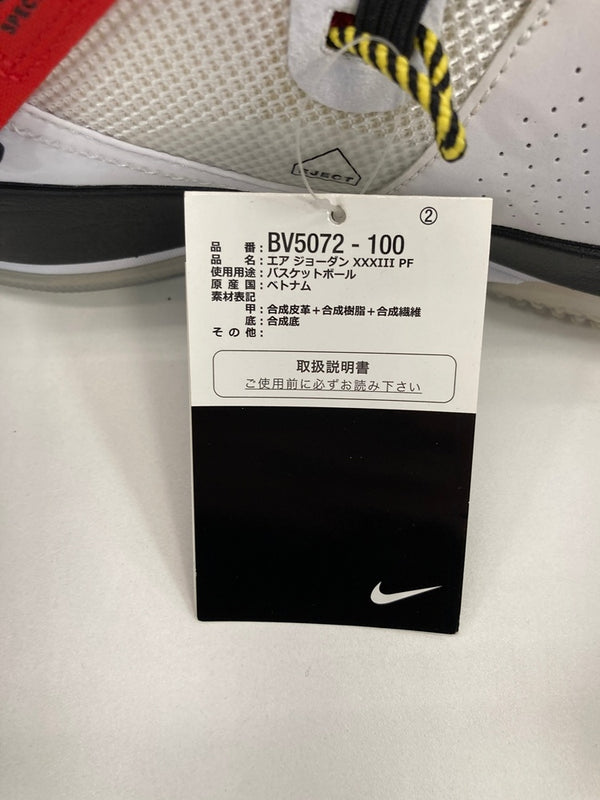 SPEC
EJECT
②
品番：BV5072 - 100
品名：エア ジョーダン XXXIII PF
使用用途：バスケットボール
原産国：ベトナム
素材表記
甲：合成皮革＋合成樹脂＋合成繊維
底：合成底
その他：
取扱説明書
ご使用前に必ずお読み下さい